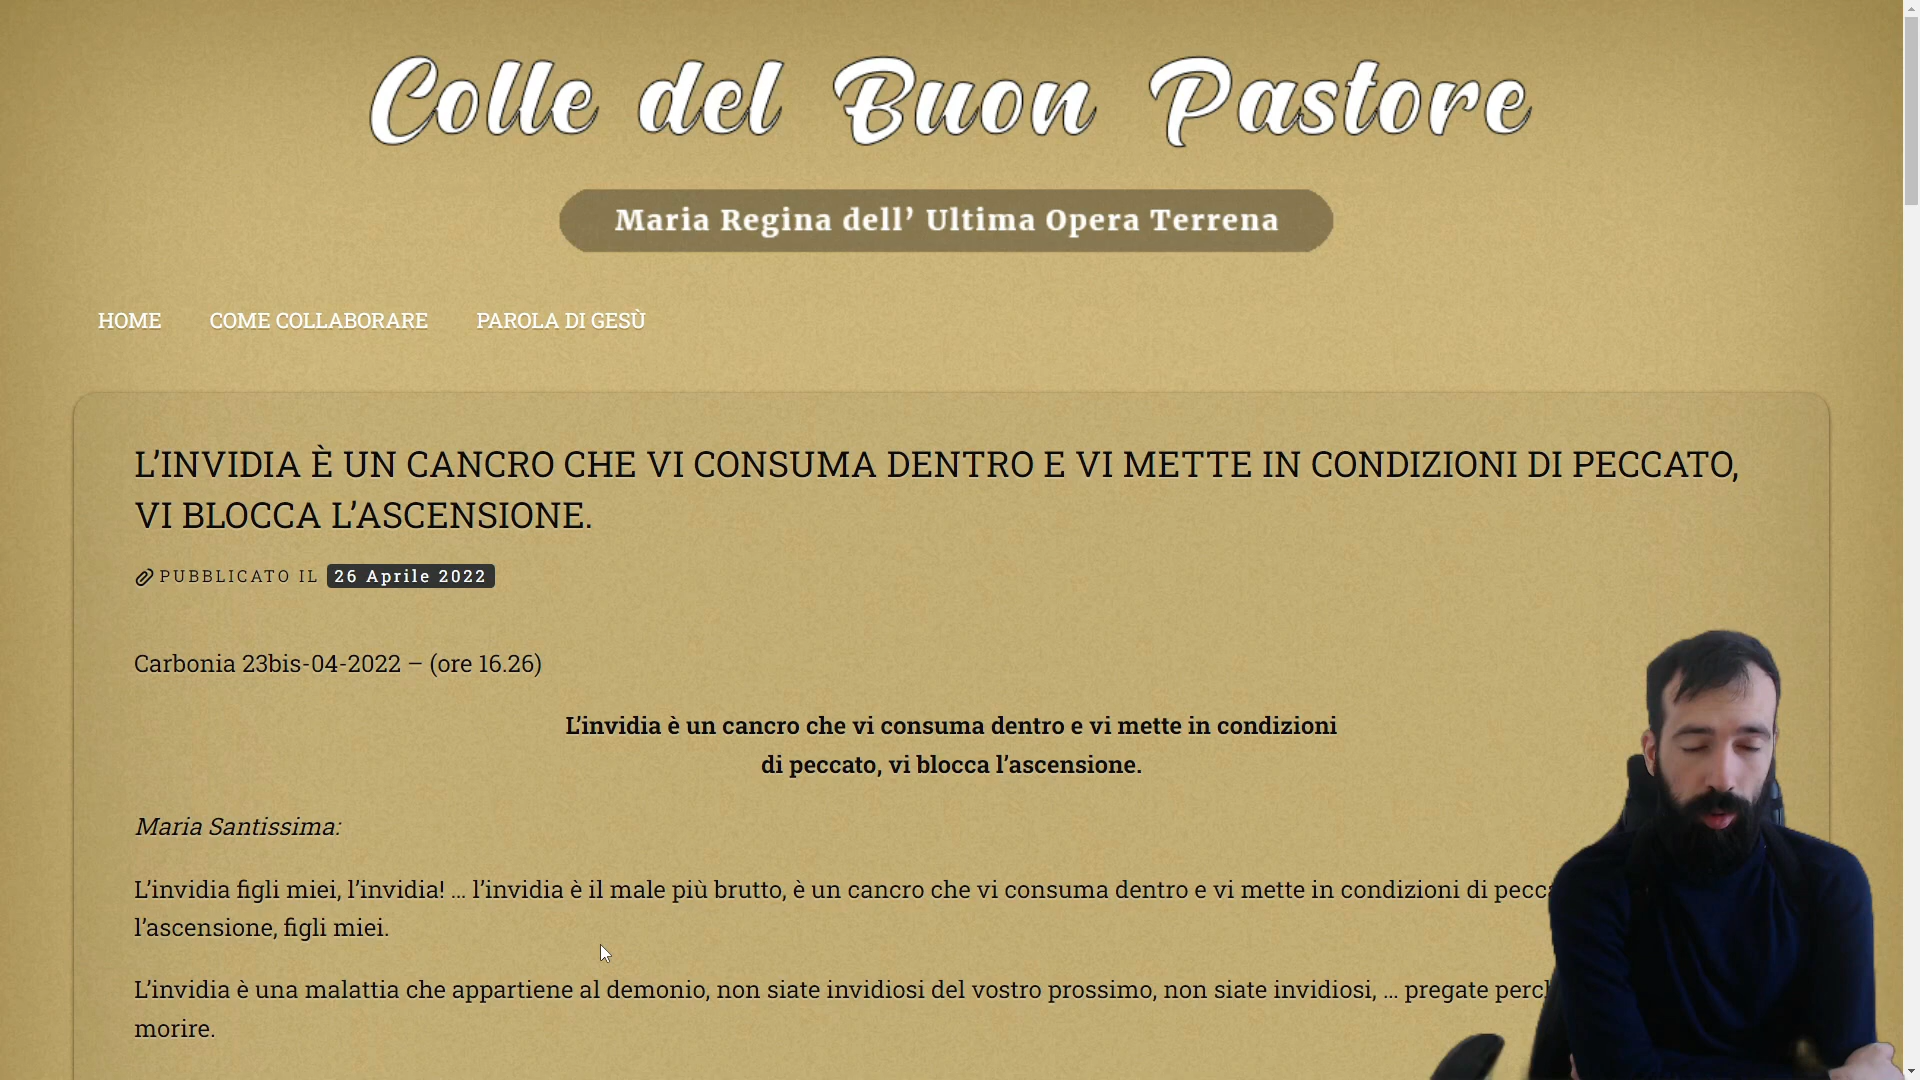 Colle del Buon Pastore
Maria Regina dell’ Ultima Opera Terrena
HOME COME COLLABORARE PAROLA DI GESÙ
L’INVIDIA È UN CANCRO CHE VI CONSUMA DENTRO E VI METTE IN CONDIZIONI DI PECCATO,
VI BLOCCA L’ASCENSIONE.
PUBBLICATO IL 26 Aprile 2022
Carbonia 23bis-04-2022 – (ore 16.26)
L’invidia è un cancro che vi consuma dentro e vi mette in condizioni
di peccato, vi blocca l’ascensione.
Maria Santissima:
L’invidia figli miei, l’invidia! … l’invidia è il male più brutto, è un cancro che vi consuma dentro e vi mette in condizioni di
l’ascensione, figli miei.
L’invidia è una malattia che appartiene al demonio, non siate invidiosi del vostro prossimo, non siate invidiosi, … pregate
morire.